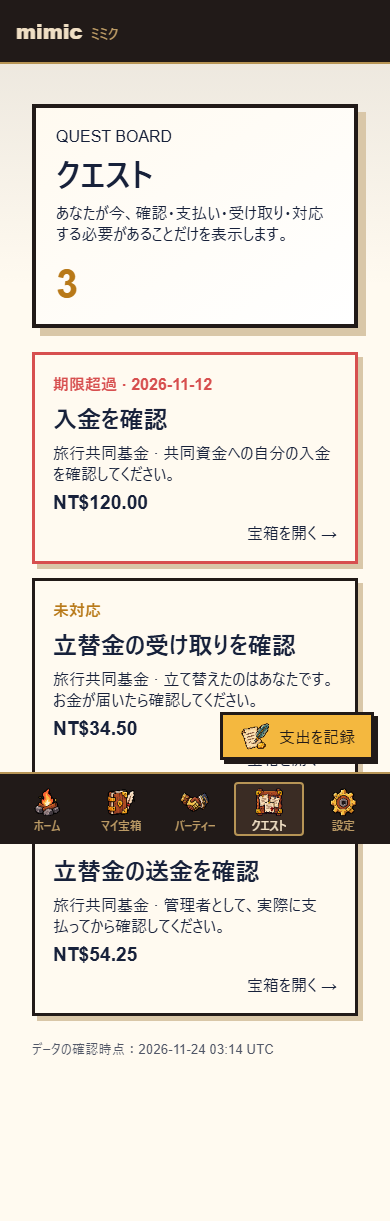 mimic ミミク
QUEST BOARD
クエスト
あなたが今、確認・支払い・受け取り・対応
する必要があることだけを表示します。
3
期限超過 · 2026-11-12
入金を確認
旅行共同基金 · 共同資金への自分の入金
を確認してください。
NT$120.00
宝箱を開く →
未対応
立替金の受け取りを確認
旅行共同基金 · 立て替えたのはあなたです。
お金が届いたら確認してください。
NT$34.50
支出を記録
ホーム
マイ宝箱
パーティー
クエスト
設定
立替金の送金を確認
旅行共同基金 · 管理者として、実際に支
払ってから確認してください。
NT$54.25
宝箱を開く →
データの確認時点：2026-11-24 03:14 UTC